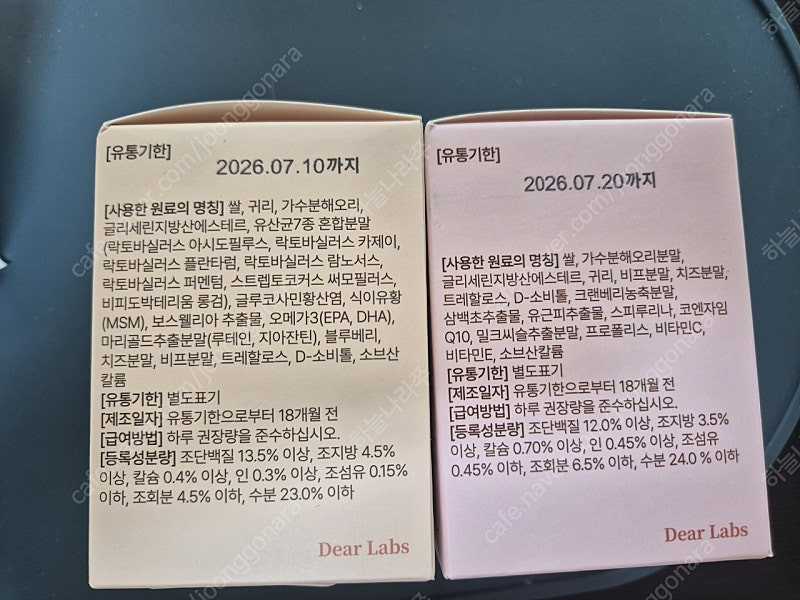 [유통기한]
2026.07.10까지
[사용한 원료의 명칭] 쌀, 귀리, 가수분해오리,
글리세린지방산에스테르, 유산균7종 혼합분말
(락토바실러스 아시도필루스, 락토바실러스 카제이,
락토바실러스 플란타럼, 락토바실러스 람노서스,
락토바실러스 퍼멘텀, 스트렙토코커스 써모필러스,
비피도박테리움 롱검), 글루코사민황산염, 식이유황
(MSM), 보스웰리아 추출물, 오메가3(EPA, DHA),
마리골드추출분말(루테인, 지아잔틴), 블루베리,
치즈분말, 비프분말, 트레할로스, D-소비톨, 소브산
칼륨
[유통기한] 별도표기
[제조일자] 유통기한으로부터 18개월 전
[급여방법] 하루 권장량을 준수하십시오.
[등록성분량] 조단백질 13.5% 이상, 조지방 4.5%
이상, 칼슘 0.4% 이상, 인 0.3% 이상, 조섬유 0.15%
이하, 조회분 4.5% 이하, 수분 23.0% 이하
Dear Labs
[유통기한]
2026.07.20까지
[사용한 원료의 명칭] 쌀, 가수분해오리분말,
글리세린지방산에스테르, 귀리, 비프분말, 치즈분말,
트레할로스, D-소비톨, 크랜베리농축분말,
삼백초추출물, 유근피추출물, 스피루리나, 코엔자임
Q10, 밀크씨슬추출분말, 프로폴리스, 비타민C,
비타민E, 소브산칼륨
[유통기한] 별도표기
[제조일자] 유통기한으로부터 18개월 전
[급여방법] 하루 권장량을 준수하십시오.
[등록성분량] 조단백질 12.0% 이상, 조지방 3.5%
이상, 칼슘 0.70% 이상, 인 0.45% 이상, 조섬유
0.45% 이하, 조회분 6.5% 이하, 수분 24.0 % 이하
Dear Labs